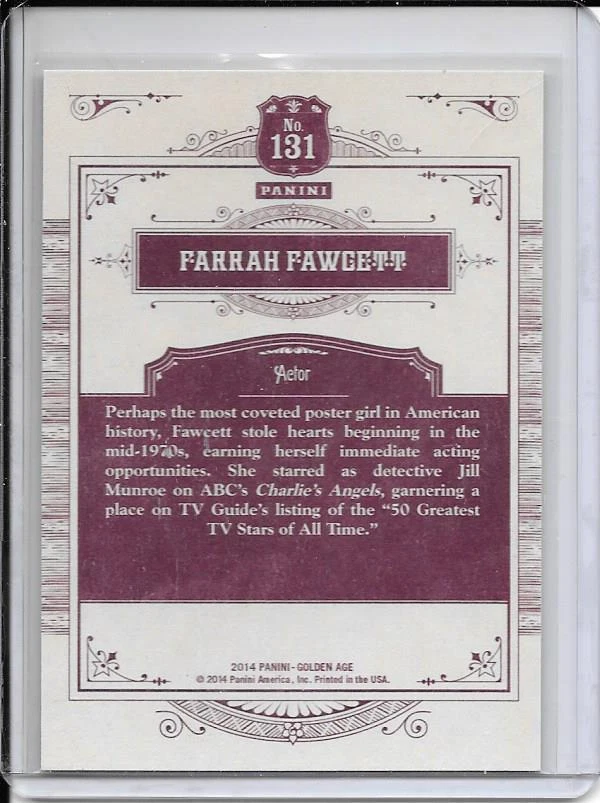 No.
131
PANINI
FARRAH FAWCETT
Actor
Perhaps the most coveted poster girl in American
history, Fawcett stole hearts beginning in the
mid-1970s, earning herself immediate acting
opportunities. She starred as detective Jill
Munroe on ABC's Charlie's Angels, garnering a
place on TV Guide's listing of the “50 Greatest
TV Stars of All Time.”
2014 PANINI - GOLDEN AGE
© 2014 Panini America, Inc. Printed in the USA.